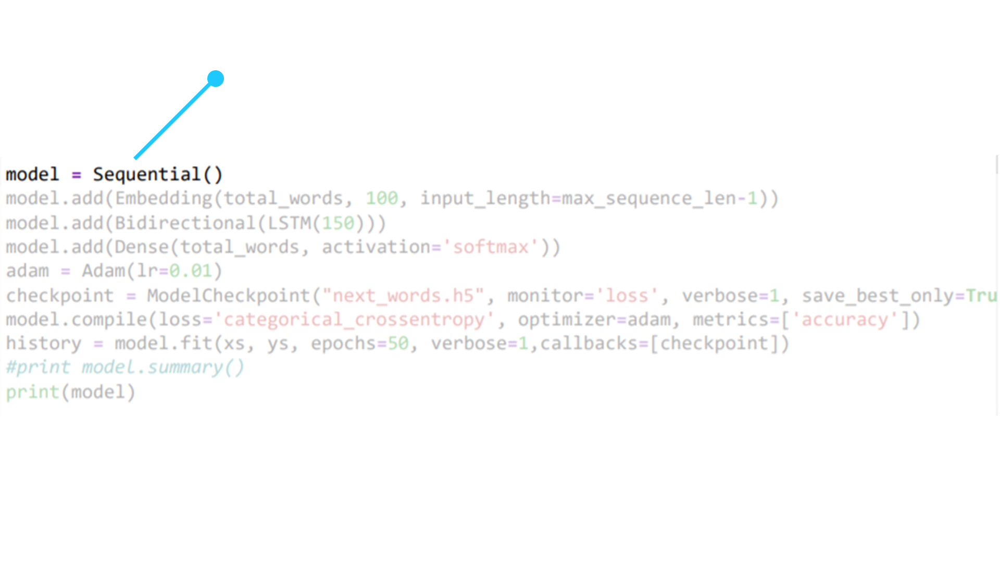 model = Sequential()
model.add(Embedding(total_words, 100, input_length=max_sequence_len-1))
model.add(Bidirectional(LSTM(150)))
model.add(Dense(total_words, activation='softmax'))
adam = Adam(lr=0.01)
checkpoint = ModelCheckpoint("next_words.h5", monitor='loss', verbose=1, save_best_only=Tru
model.compile(loss='categorical_crossentropy', optimizer=adam, metrics=['accuracy'])
history = model.fit(xs, ys, epochs=50, verbose=1,callbacks=[checkpoint])
#print model.summary()
print(model)